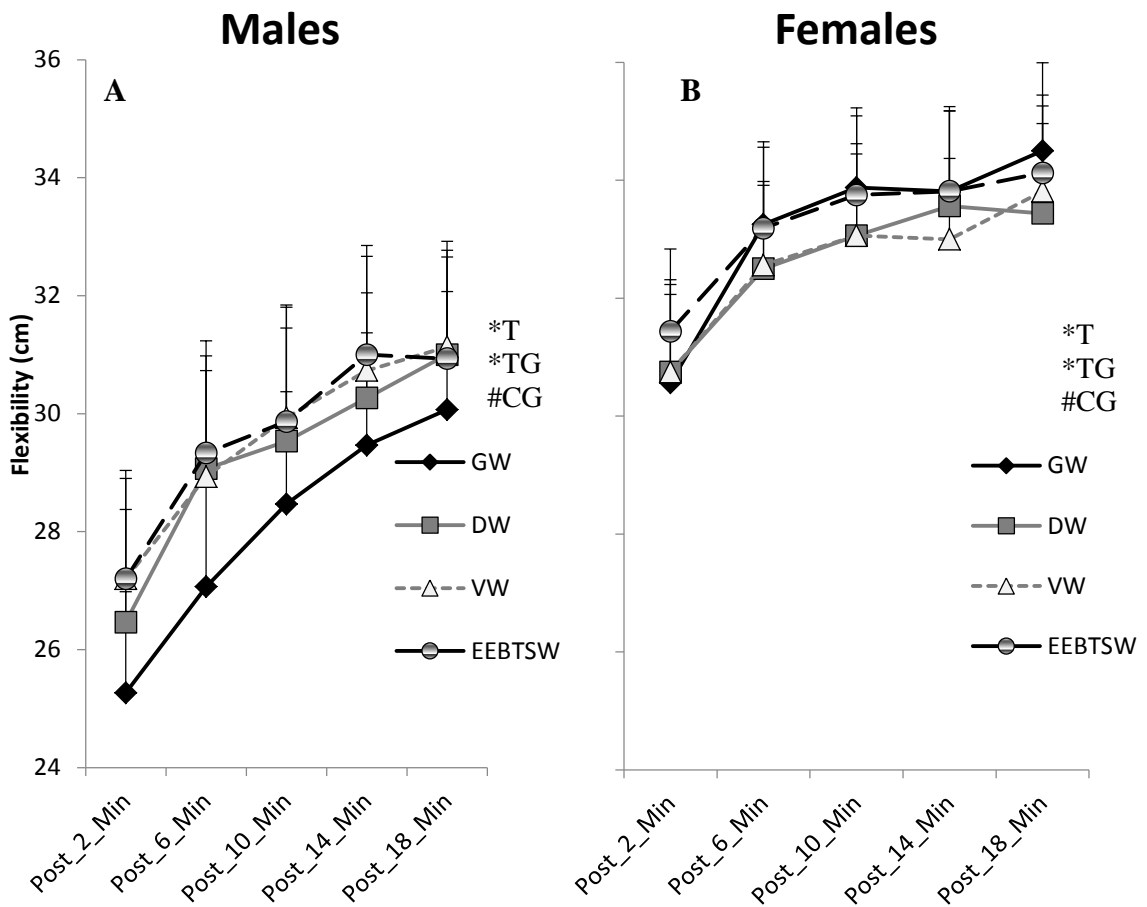 Males
Females
A
B
Flexibility (cm)
36
34
32
30
28
26
24
*T
*TG
#CG
GW
DW
VW
EEBTSW
Post_2_Min
Post_6_Min
Post_10_Min
Post_14_Min
Post_18_Min
*T
*TG
#CG
GW
DW
VW
EEBTSW
Post_2_Min
Post_6_Min
Post_10_Min
Post_14_Min
Post_18_Min